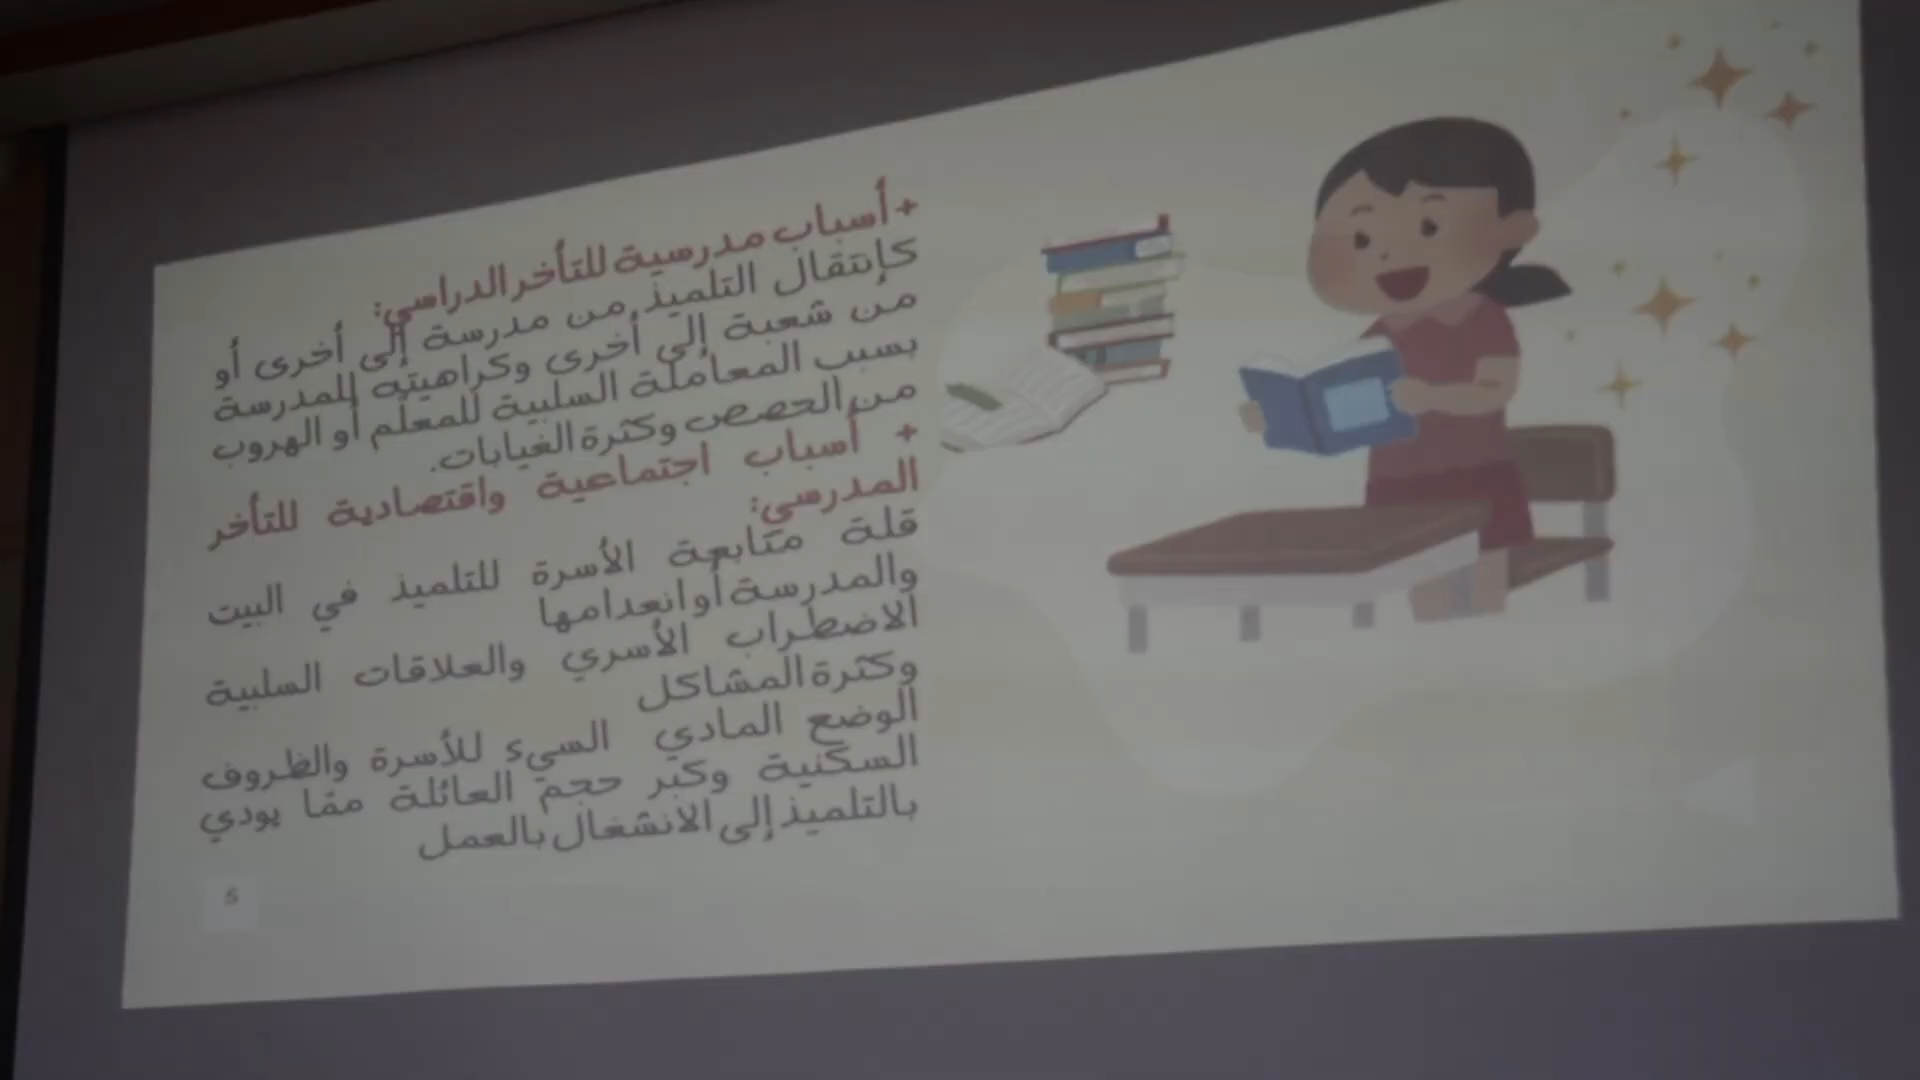 + أسباب مدرسية للتأخر الدراسي:
كإنتقال التلميذ من مدرسة إلى أخرى أو
من شعبة إلى أخرى وكراهيته للمدرسة
بسبب المعاملة السلبية للمعلم أو الهروب
من الحصص وكثرة الغيابات.
+ أسباب اجتماعية واقتصادية للتأخر
المدرسي:
قلة متابعة الأسرة للتلميذ في البيت
والمدرسة أو انعدامها
الاضطراب الأسري والعلاقات السلبية
وكثرة المشاكل
الوضع المادي السيء للأسرة والظروف
السكنية وكبر حجم العائلة ممّا يودي
بالتلميذ إلى الانشغال بالعمل
5